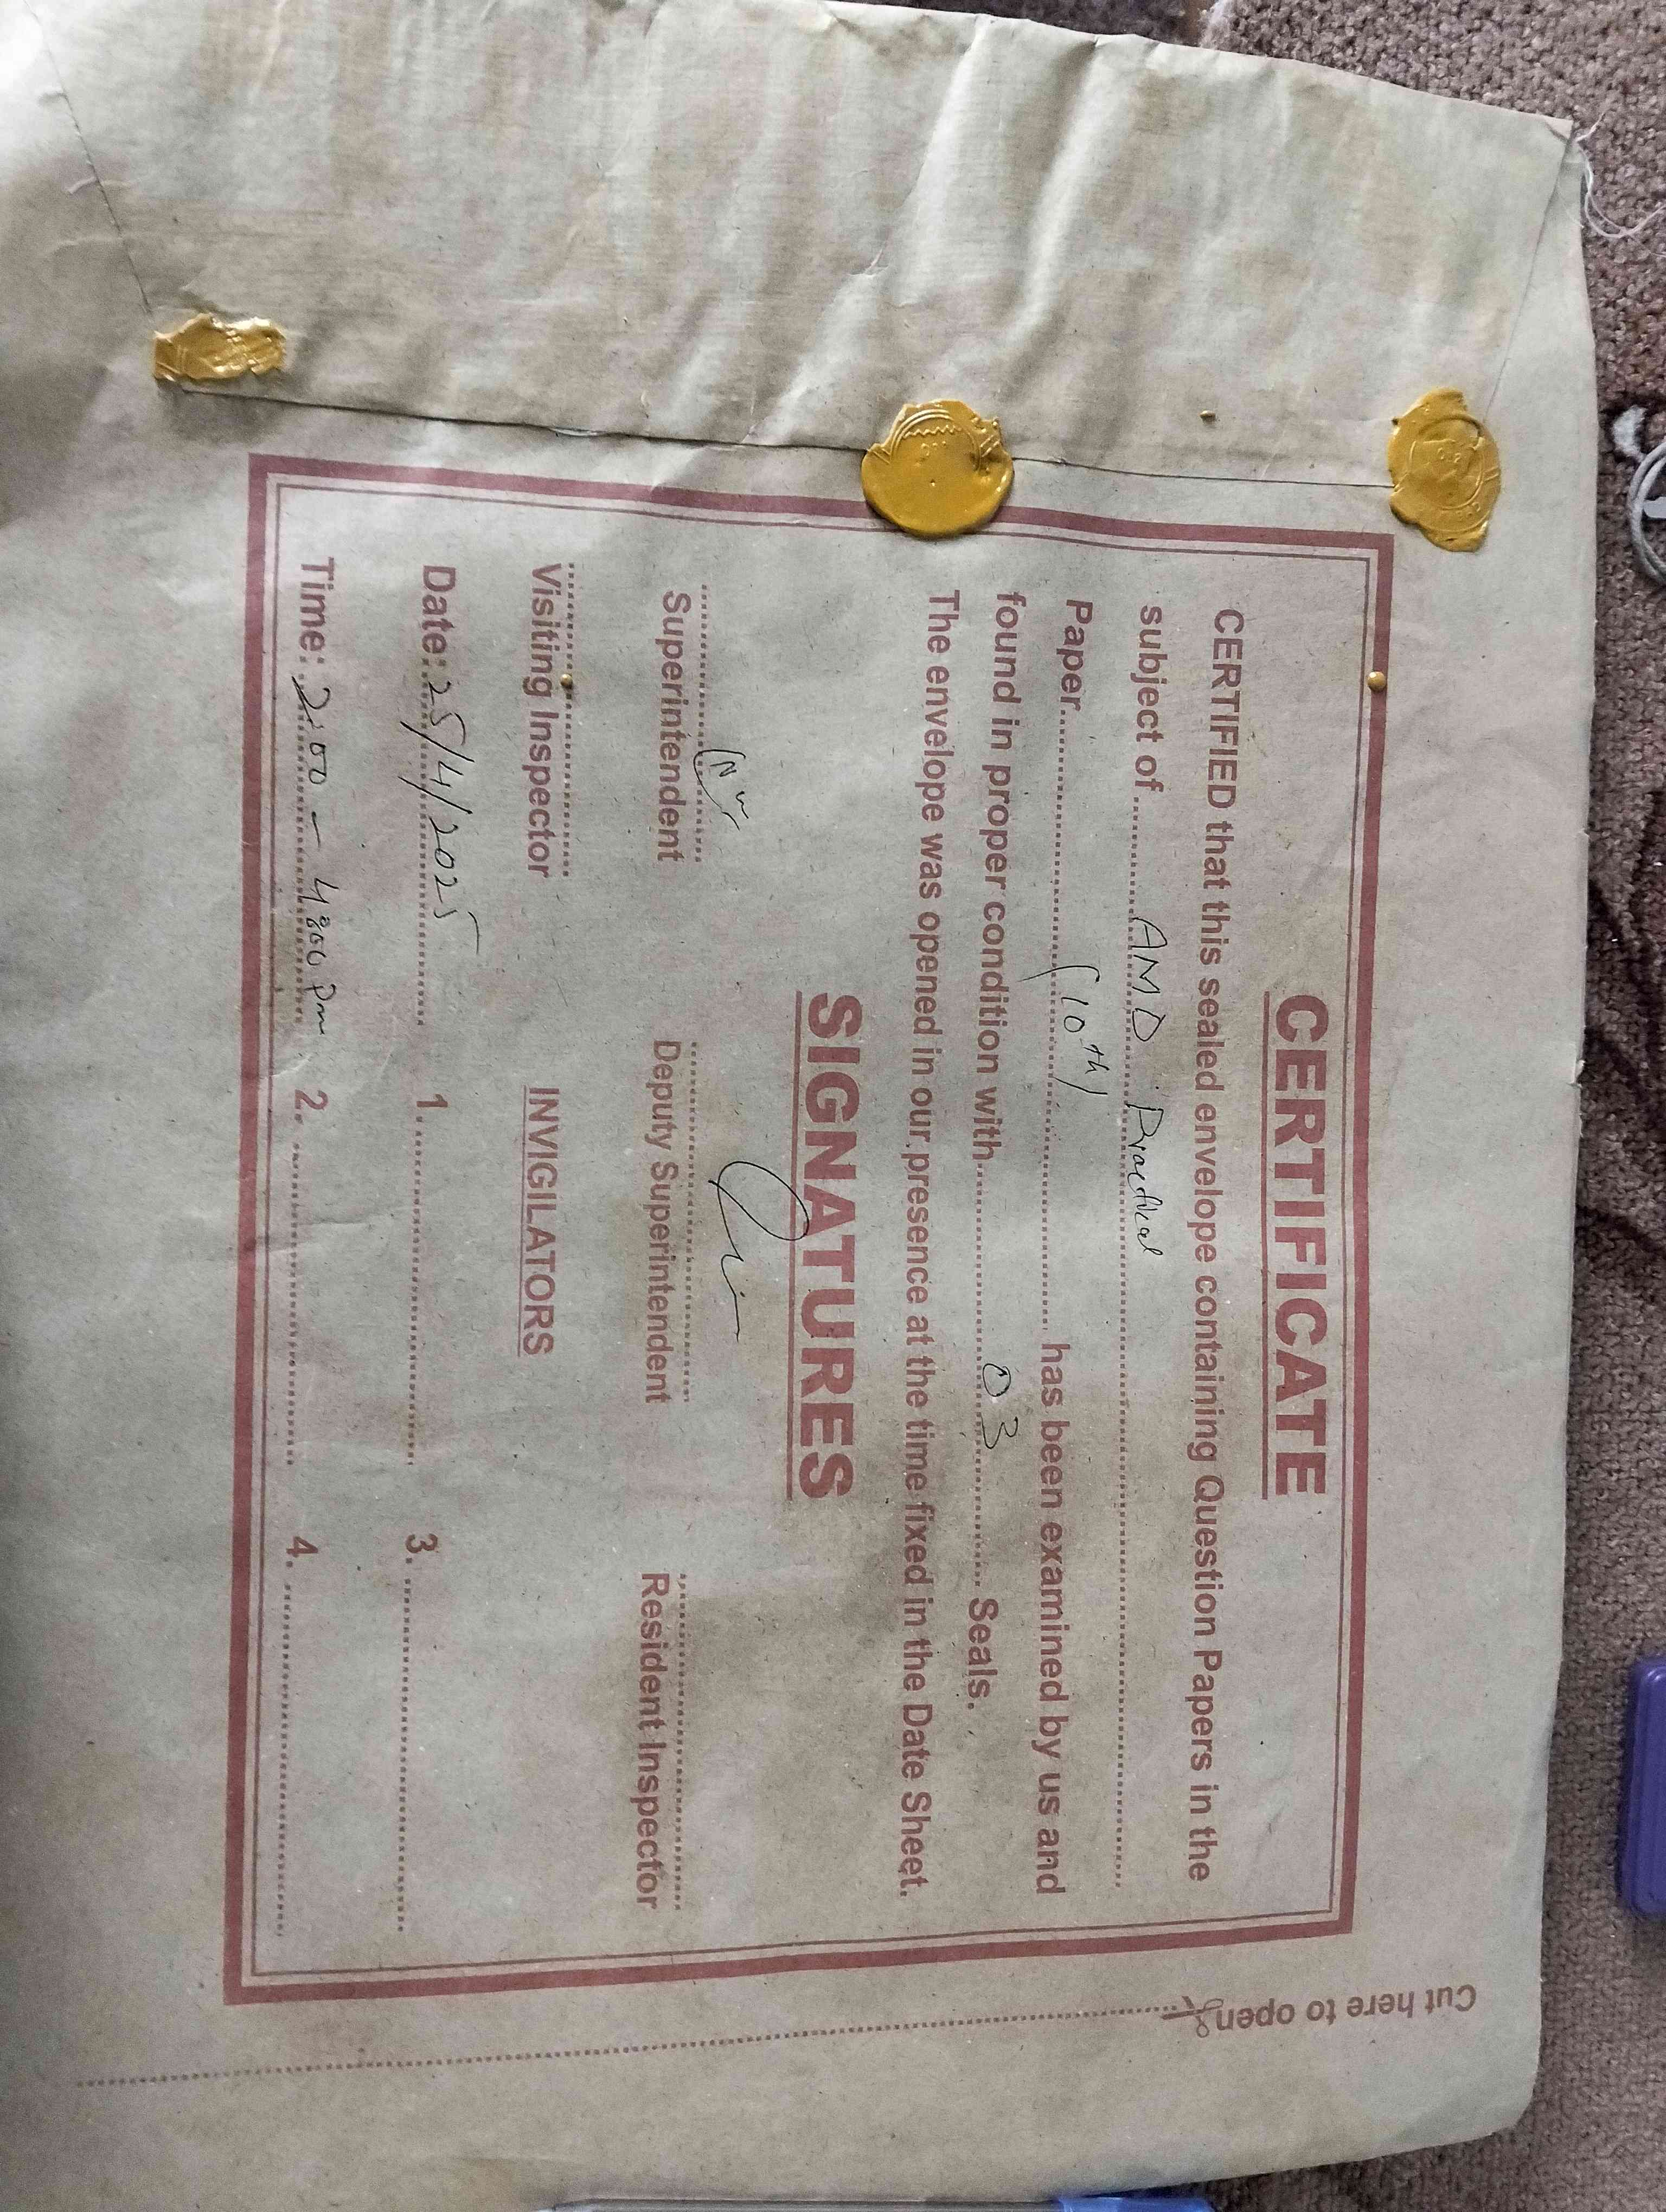 CERTIFICATE
CERTIFIED that this sealed envelope containing Question Papers in the
subject of ........ AMD Practical ........
Paper........ (10th) ........ has been examined by us and
found in proper condition with........ 03 ........ Seals.
The envelope was opened in our presence at the time fixed in the Date Sheet.
SIGNATURES
Superintendent Deputy Superintendent Resident Inspector
Visiting Inspector INVIGILATORS
Date: 25/4/2025 1. ........ 3. ........
Time: 2:00 - 4:00 pm 2. ........ 4. ........
Cut here to open